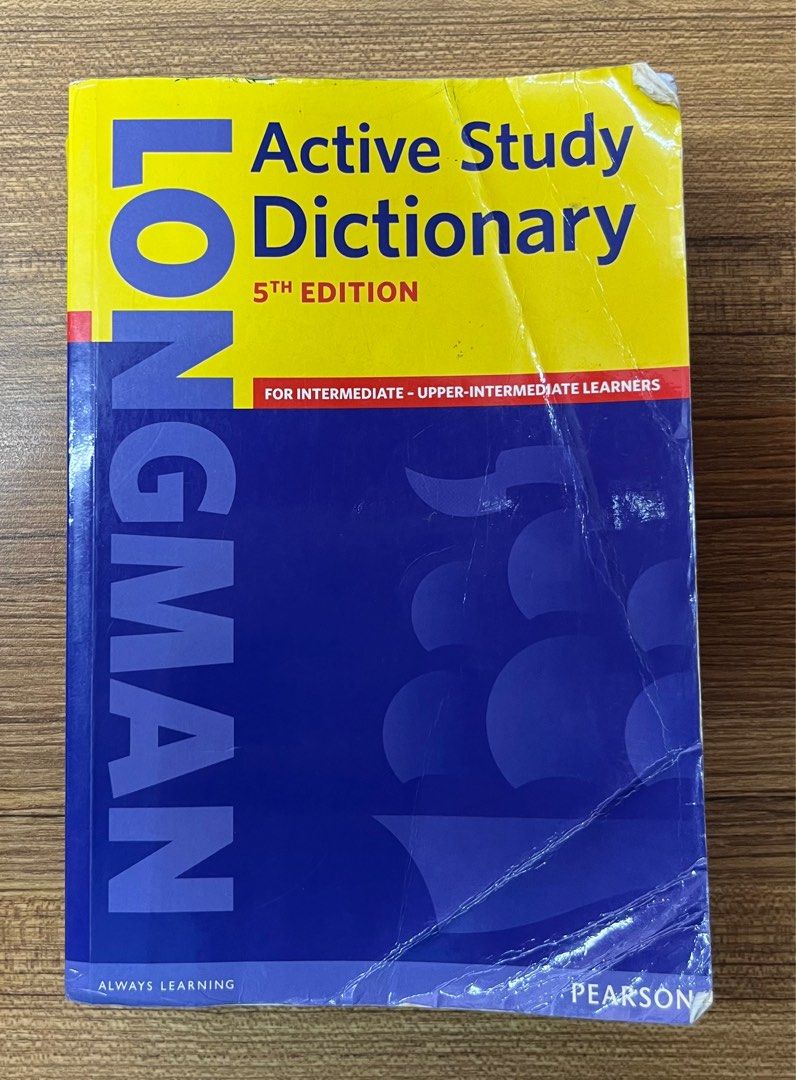 LONGMAN
Active Study
Dictionary
5TH EDITION
FOR INTERMEDIATE – UPPER-INTERMEDIATE LEARNERS
ALWAYS LEARNING
PEARSON